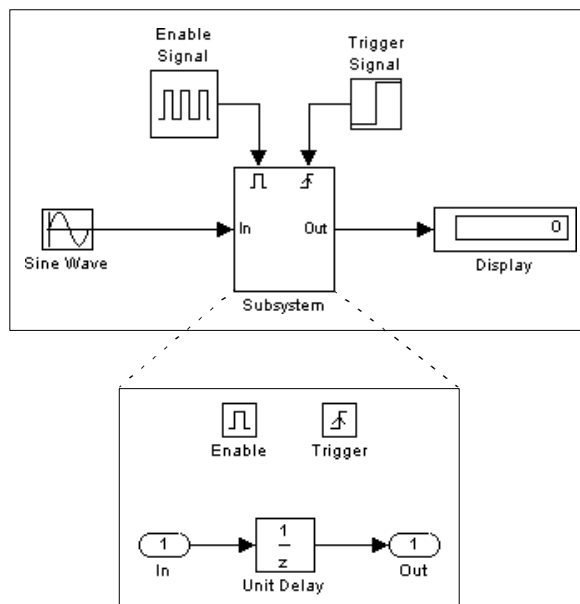 Enable
Signal
Trigger
Signal
In
Out
0
Sine Wave
Display
Subsystem
Enable
Trigger
1
1
z
1
In
Unit Delay
Out